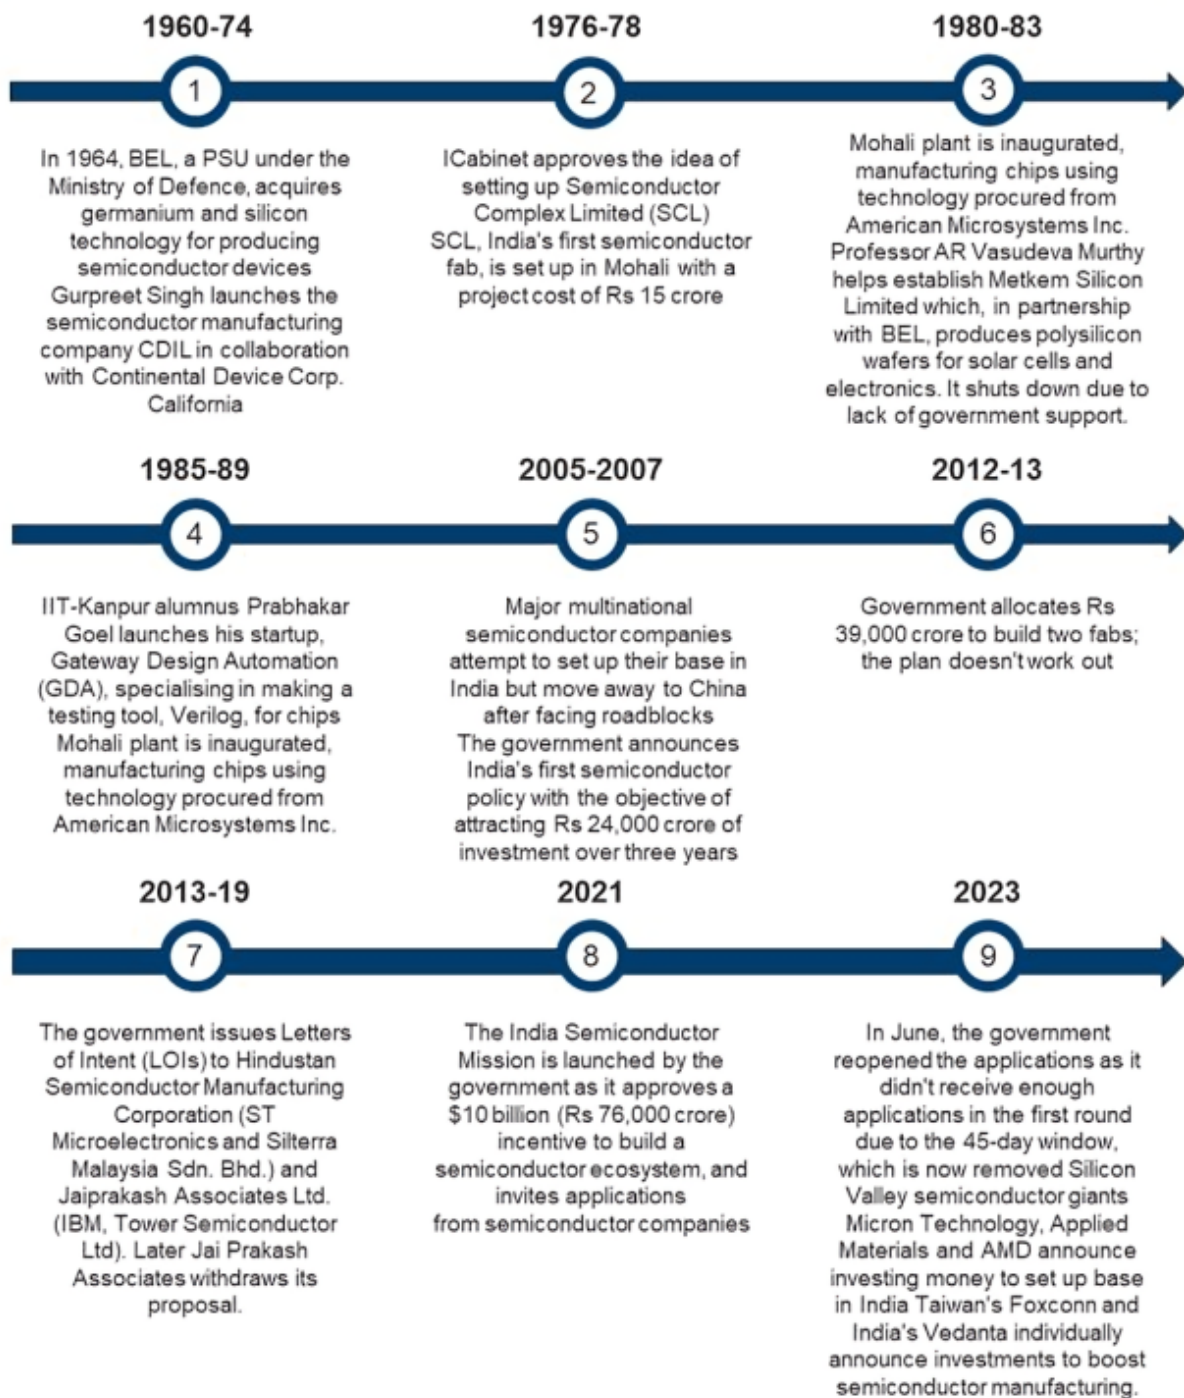 1960-74
1
In 1964, BEL, a PSU under the
Ministry of Defence, acquires
germanium and silicon
technology for producing
semiconductor devices
Gurpreet Singh launches the
semiconductor manufacturing
company CDIL in collaboration
with Continental Device Corp.
California
1976-78
2
ICabinet approves the idea of
setting up Semiconductor
Complex Limited (SCL)
SCL, India's first semiconductor
fab, is set up in Mohali with a
project cost of Rs 15 crore
1980-83
3
Mohali plant is inaugurated,
manufacturing chips using
technology procured from
American Microsystems Inc.
Professor AR Vasudeva Murthy
helps establish Metkem Silicon
Limited which, in partnership
with BEL, produces polysilicon
wafers for solar cells and
electronics. It shuts down due to
lack of government support.
1985-89
4
IIT-Kanpur alumnus Prabhakar
Goel launches his startup,
Gateway Design Automation
(GDA), specialising in making a
testing tool, Verilog, for chips
Mohali plant is inaugurated,
manufacturing chips using
technology procured from
American Microsystems Inc.
2005-2007
5
Major multinational
semiconductor companies
attempt to set up their base in
India but move away to China
after facing roadblocks
The government announces
India's first semiconductor
policy with the objective of
attracting Rs 24,000 crore of
investment over three years
2012-13
6
Government allocates Rs
39,000 crore to build two fabs;
the plan doesn't work out
2013-19
7
The government issues Letters
of Intent (LOIs) to Hindustan
Semiconductor Manufacturing
Corporation (ST
Microelectronics and Silterra
Malaysia Sdn. Bhd.) and
Jaiprakash Associates Ltd.
(IBM, Tower Semiconductor
Ltd). Later Jai Prakash
Associates withdraws its
proposal.
2021
8
The India Semiconductor
Mission is launched by the
government as it approves a
$10 billion (Rs 76,000 crore)
incentive to build a
semiconductor ecosystem, and
invites applications
from semiconductor companies
2023
9
In June, the government
reopened the applications as it
didn't receive enough
applications in the first round
due to the 45-day window,
which is now removed Silicon
Valley semiconductor giants
Micron Technology, Applied
Materials and AMD announce
investing money to set up base
in India Taiwan's Foxconn and
India's Vedanta individually
announce investments to boost
semiconductor manufacturing.